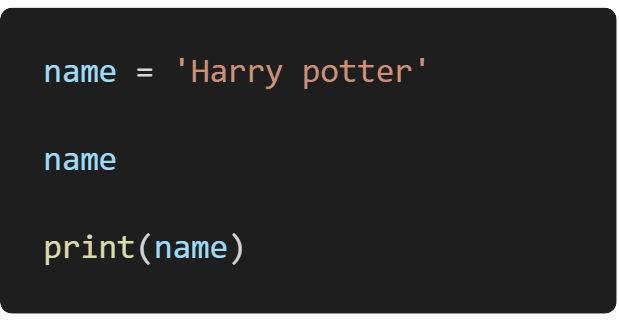 name = 'Harry potter'
name
print(name)